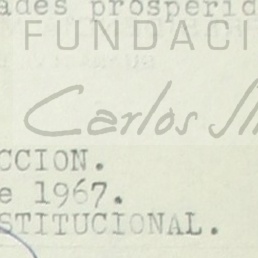 ades prosperid
FUNDACI
Carlos Sl
CCION.
e 1967.
STITUCIONAL.